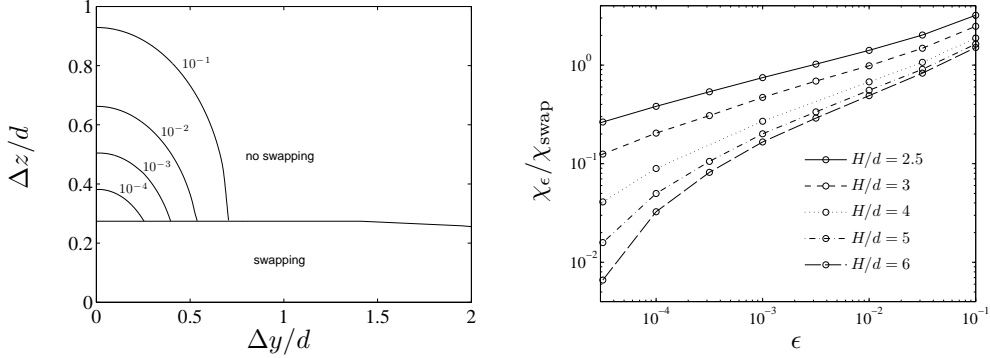 1
0.8
0.6
0.4
0.2
0
0
0.5
1
1.5
2
Δz/d
Δy/d
10⁻¹
10⁻²
10⁻³
10⁻⁴
no swapping
swapping
10⁰
10⁻¹
10⁻²
10⁻⁴
10⁻³
10⁻²
10⁻¹
χ_ϵ/χ_swap
ϵ
H/d = 2.5
H/d = 3
H/d = 4
H/d = 5
H/d = 6